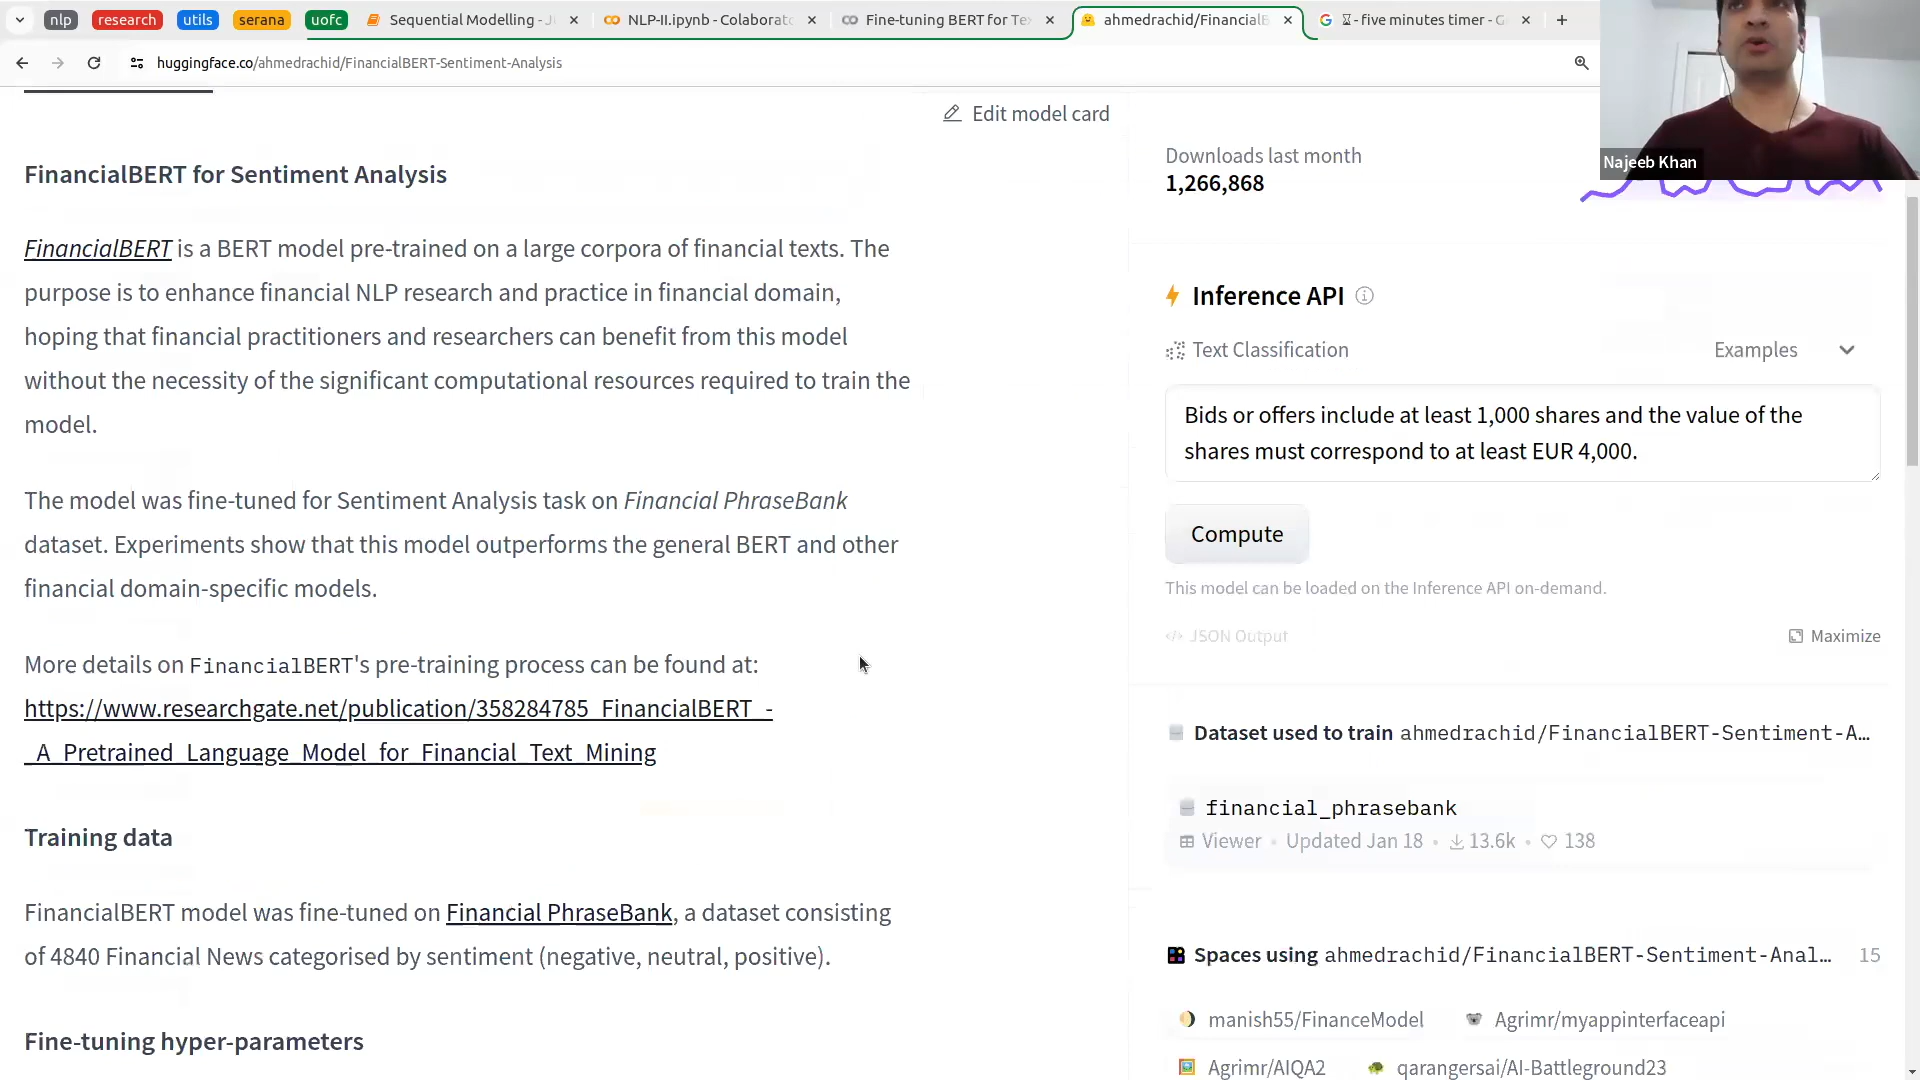 nlp
research
utils
serana
uofc
Sequential Modelling - J
NLP-II.ipynb - Colaborat
Fine-tuning BERT for Te
ahmedrachid/FinancialB
⌛ - five minutes timer - G
huggingface.co/ahmedrachid/FinancialBERT-Sentiment-Analysis
Najeeb Khan
Edit model card
FinancialBERT for Sentiment Analysis
FinancialBERT is a BERT model pre-trained on a large corpora of financial texts. The
purpose is to enhance financial NLP research and practice in financial domain,
hoping that financial practitioners and researchers can benefit from this model
without the necessity of the significant computational resources required to train the
model.
The model was fine-tuned for Sentiment Analysis task on Financial PhraseBank
dataset. Experiments show that this model outperforms the general BERT and other
financial domain-specific models.
More details on FinancialBERT's pre-training process can be found at:
https://www.researchgate.net/publication/358284785_FinancialBERT_-
_A_Pretrained_Language_Model_for_Financial_Text_Mining
Training data
FinancialBERT model was fine-tuned on Financial PhraseBank, a dataset consisting
of 4840 Financial News categorised by sentiment (negative, neutral, positive).
Fine-tuning hyper-parameters
Downloads last month
1,266,868
Inference API
Text Classification
Examples
Bids or offers include at least 1,000 shares and the value of the
shares must correspond to at least EUR 4,000.
Compute
This model can be loaded on the Inference API on-demand.
</> JSON Output
Maximize
Dataset used to train ahmedrachid/FinancialBERT-Sentiment-A...
financial_phrasebank
Viewer • Updated Jan 18 • 13.6k • 138
Spaces using ahmedrachid/FinancialBERT-Sentiment-Anal... 15
manish55/FinanceModel
Agrimr/myappinterfaceapi
Agrimr/AIQA2
qarangersai/AI-Battleground23